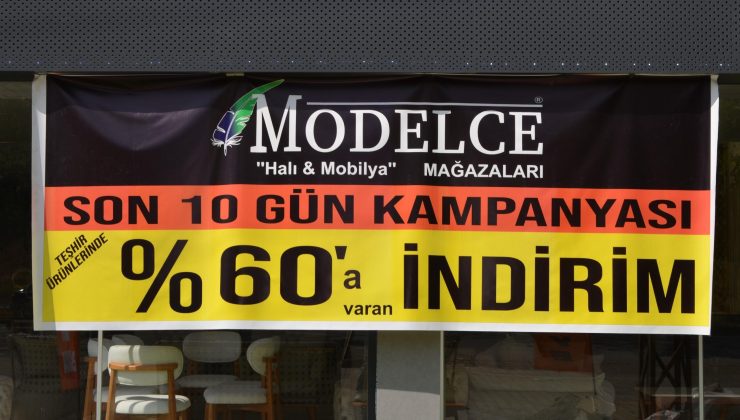 MODELCE®
"Halı & Mobilya" MAĞAZALARI
SON 10 GÜN KAMPANYASI
TEŞHİR
ÜRÜNLERİNDE
%60'a varan İNDİRİM